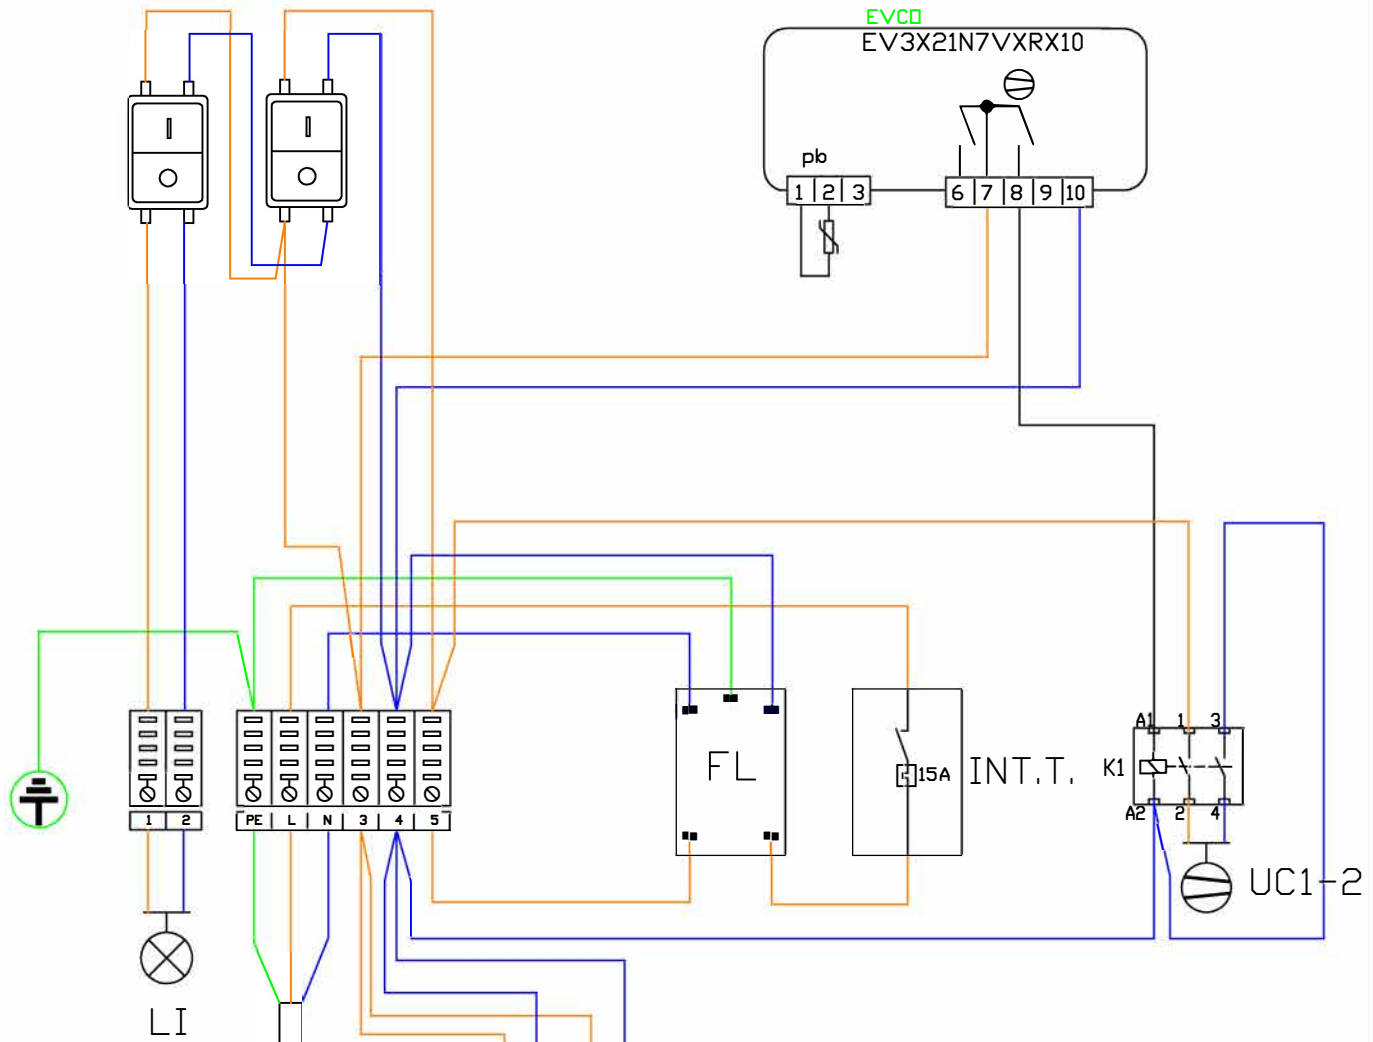 EVCO
EV3X21N7VXRX10
pb
1 2 3
6 7 8 9 10
A1 1 3
FL
15A
INT.T.
K1
A2 2 4
1 2
PE L N 3 4 5
UC1-2
LI